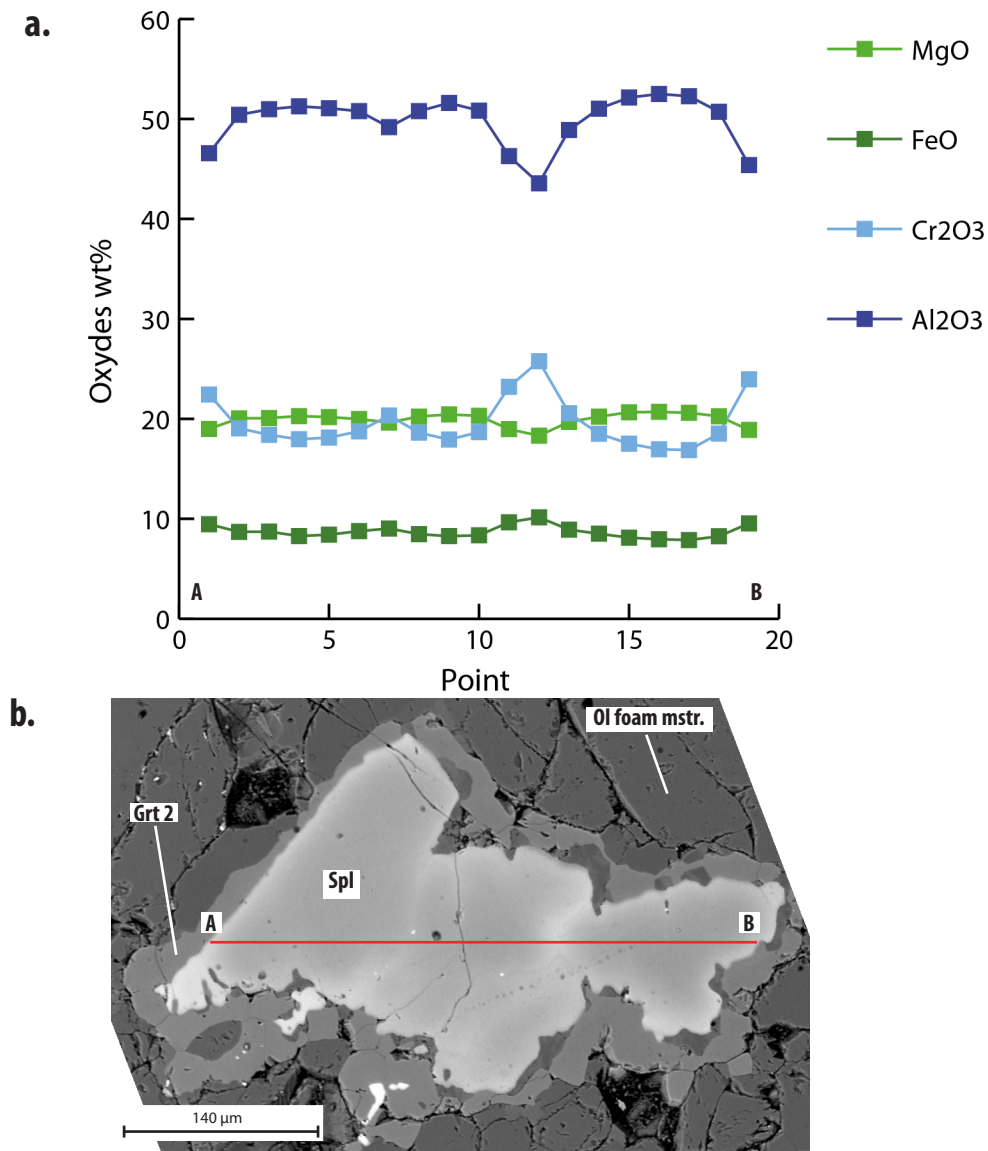 a.
60
50
40
30
20
10
0
Oxydes wt%
A
B
0 5 10 15 20
Point
MgO
FeO
Cr2O3
Al2O3
b.
Ol foam mstr.
Grt 2
Spl
A
B
140 µm